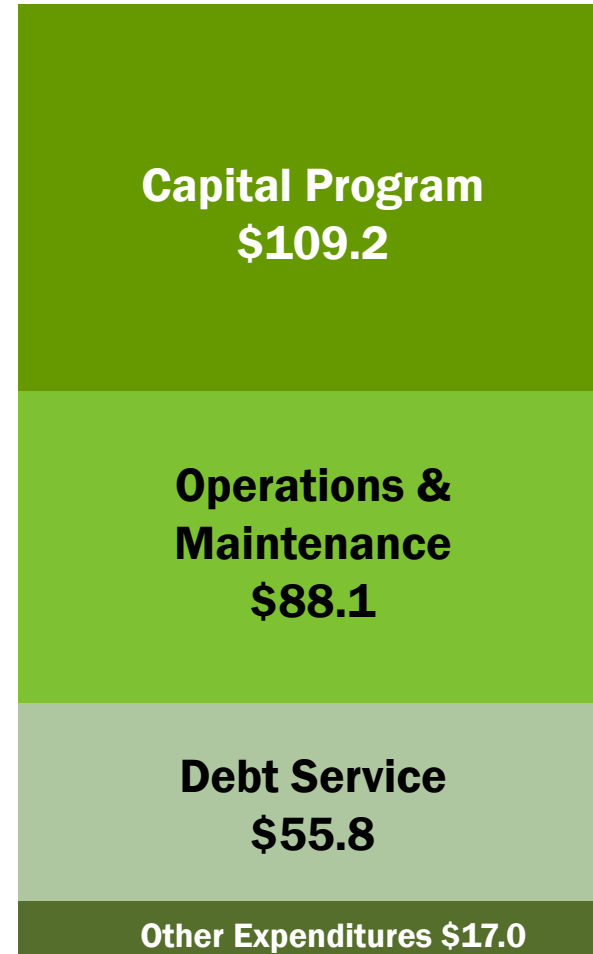 Capital Program
$109.2
Operations &
Maintenance
$88.1
Debt Service
$55.8
Other Expenditures $17.0